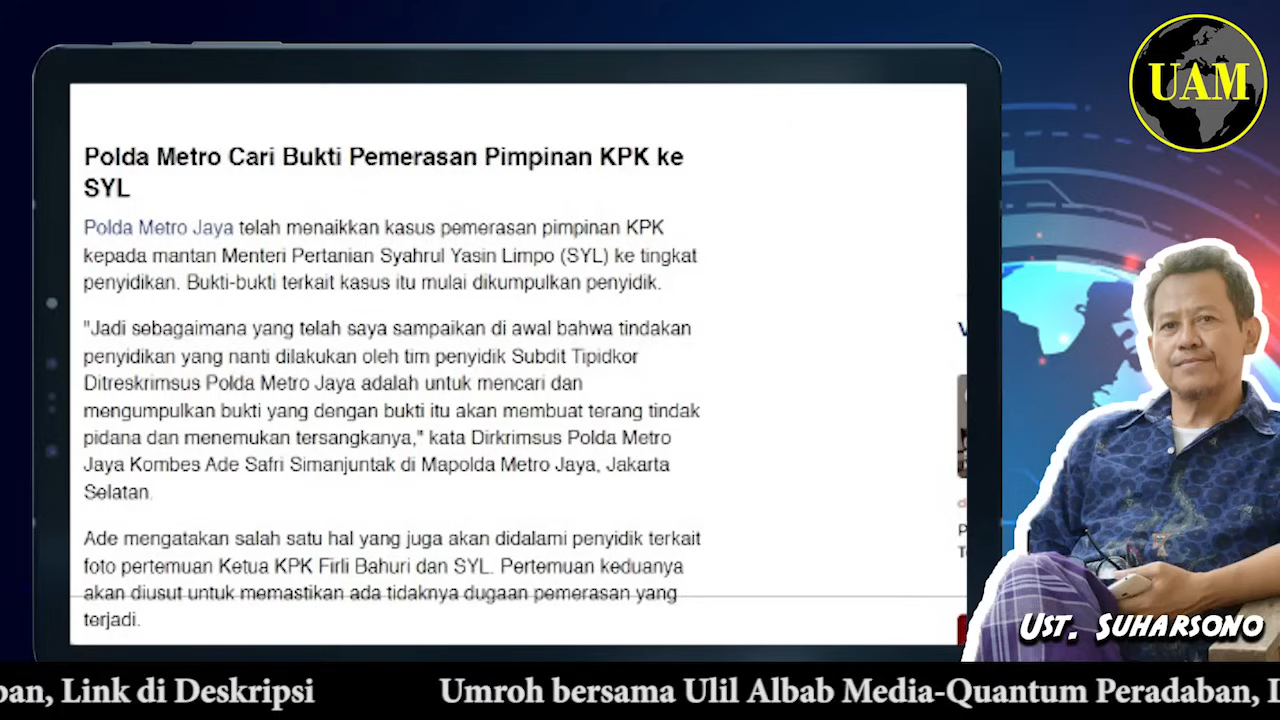 UAM
Polda Metro Cari Bukti Pemerasan Pimpinan KPK ke
SYL
Polda Metro Jaya telah menaikkan kasus pemerasan pimpinan KPK
kepada mantan Menteri Pertanian Syahrul Yasin Limpo (SYL) ke tingkat
penyidikan. Bukti-bukti terkait kasus itu mulai dikumpulkan penyidik.
"Jadi sebagaimana yang telah saya sampaikan di awal bahwa tindakan
penyidikan yang nanti dilakukan oleh tim penyidik Subdit Tipidkor
Ditreskrimsus Polda Metro Jaya adalah untuk mencari dan
mengumpulkan bukti yang dengan bukti itu akan membuat terang tindak
pidana dan menemukan tersangkanya," kata Dirkrimsus Polda Metro
Jaya Kombes Ade Safri Simanjuntak di Mapolda Metro Jaya, Jakarta
Selatan.
Ade mengatakan salah satu hal yang juga akan didalami penyidik terkait
foto pertemuan Ketua KPK Firli Bahuri dan SYL. Pertemuan keduanya
akan diusut untuk memastikan ada tidaknya dugaan pemerasan yang
terjadi.
UST. SUHARSONO
ban, Link di Deskripsi Umroh bersama Ulil Albab Media-Quantum Peradaban,